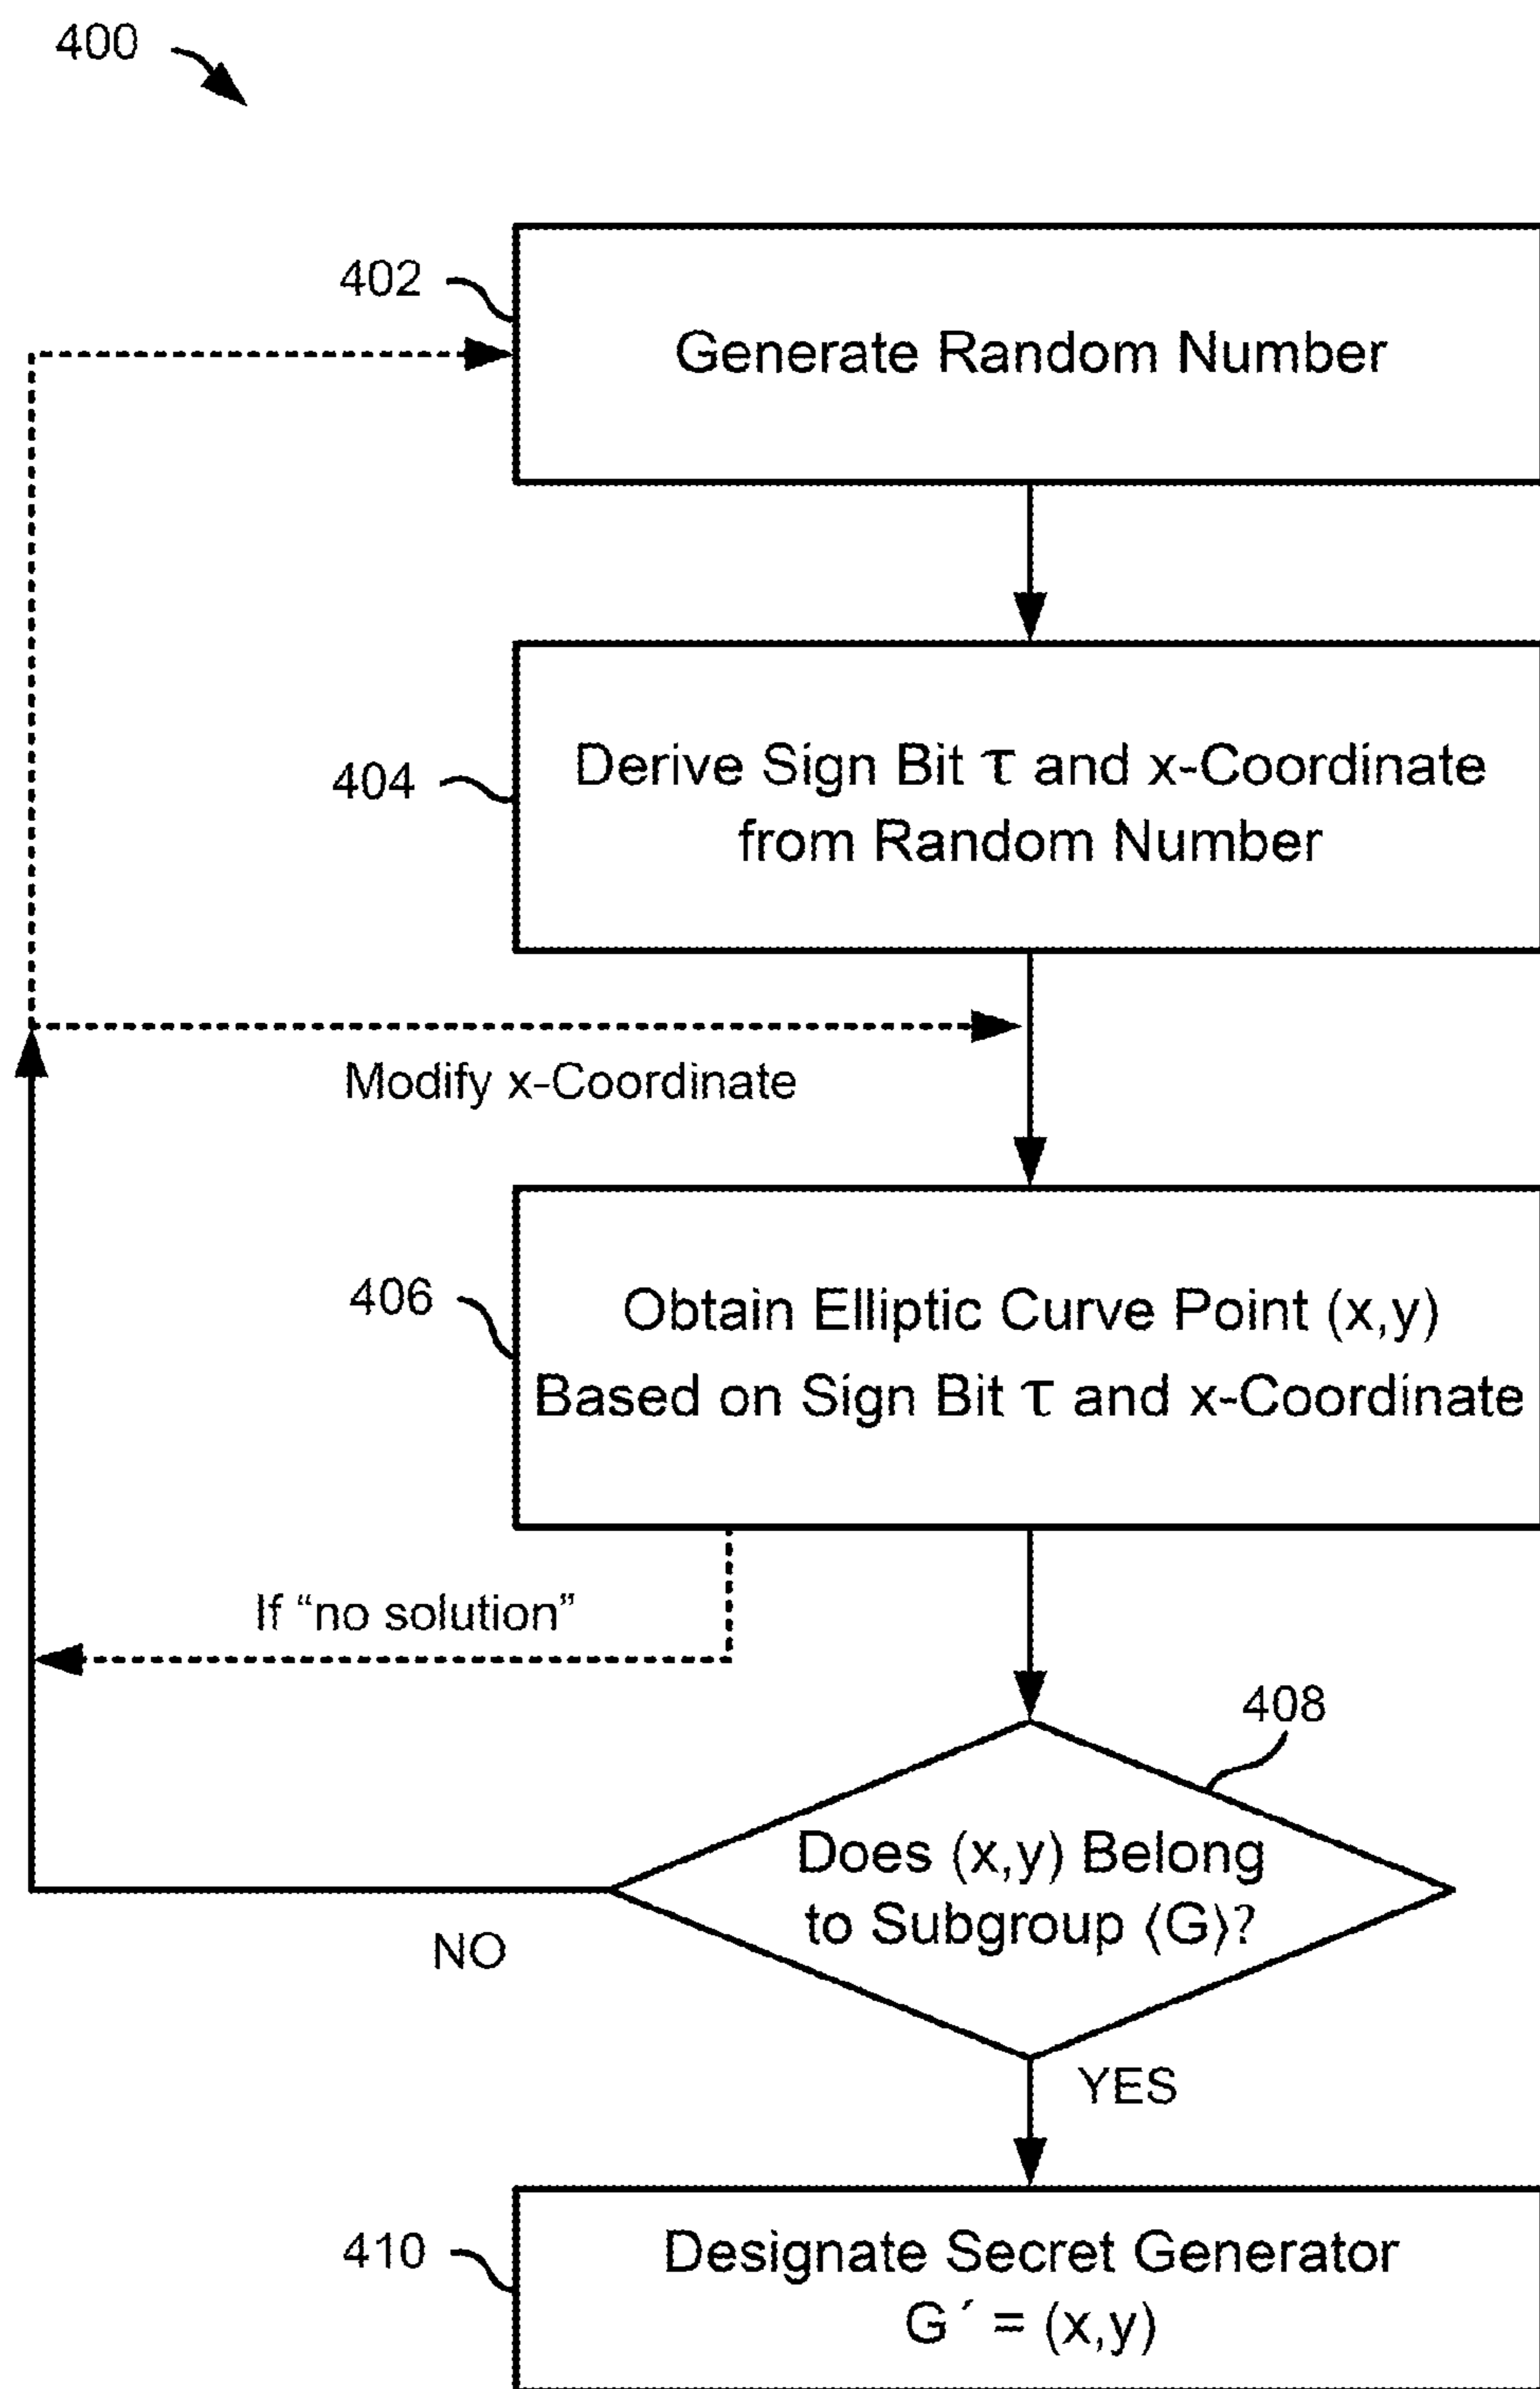 400
402
Generate Random Number
404
Derive Sign Bit τ and x-Coordinate
from Random Number
Modify x-Coordinate
406
Obtain Elliptic Curve Point (x,y)
Based on Sign Bit τ and x-Coordinate
If “no solution”
408
Does (x,y) Belong
to Subgroup ⟨G⟩?
NO
YES
410
Designate Secret Generator
G´ = (x,y)